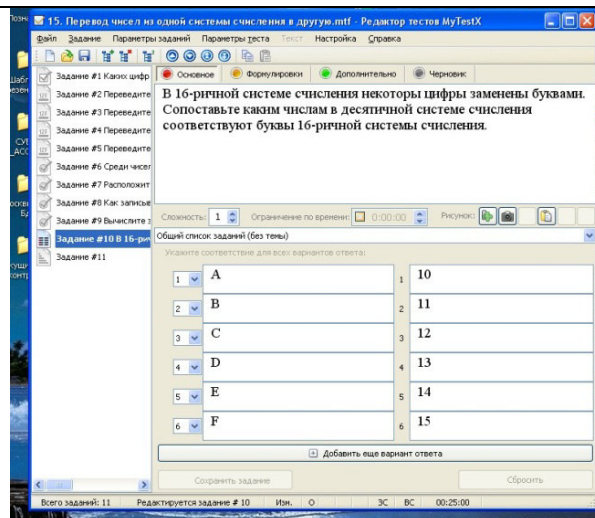 15. Перевод чисел из одной системы счисления в другую.mtf - Редактор тестов MyTestX
Файл Задание Параметры заданий Параметры теста Текст Настройка Справка
Задание #1 Каких цифр
Задание #2 Переведите
Задание #3 Переведите
Задание #4 Переведите
Задание #5 Переведите
Задание #6 Среди чисел
Задание #7 Расположит
Задание #8 Как записыв
Задание #9 Вычислите з
Задание #10 В 16-рич
Задание #11
Основное Формулировки Дополнительно Черновик
В 16-ричной системе счисления некоторы цифры заменены буквами.
Сопоставьте каким числам в десятичной системе счисления
соответствуют буквы 16-ричной системы счисления.
Сложность: 1 Ограничение по времени: 0:00:00 Рисунок:
Общий список заданий (без темы)
Укажите соответствие для всех вариантов ответа:
1 A 1 10
2 B 2 11
3 C 3 12
4 D 4 13
5 E 5 14
6 F 6 15
Добавить еще вариант ответа
Сохранить задание Сбросить
Всего заданий: 11 Редактируется задание # 10 Изм. О ЗС ВС 00:25:00